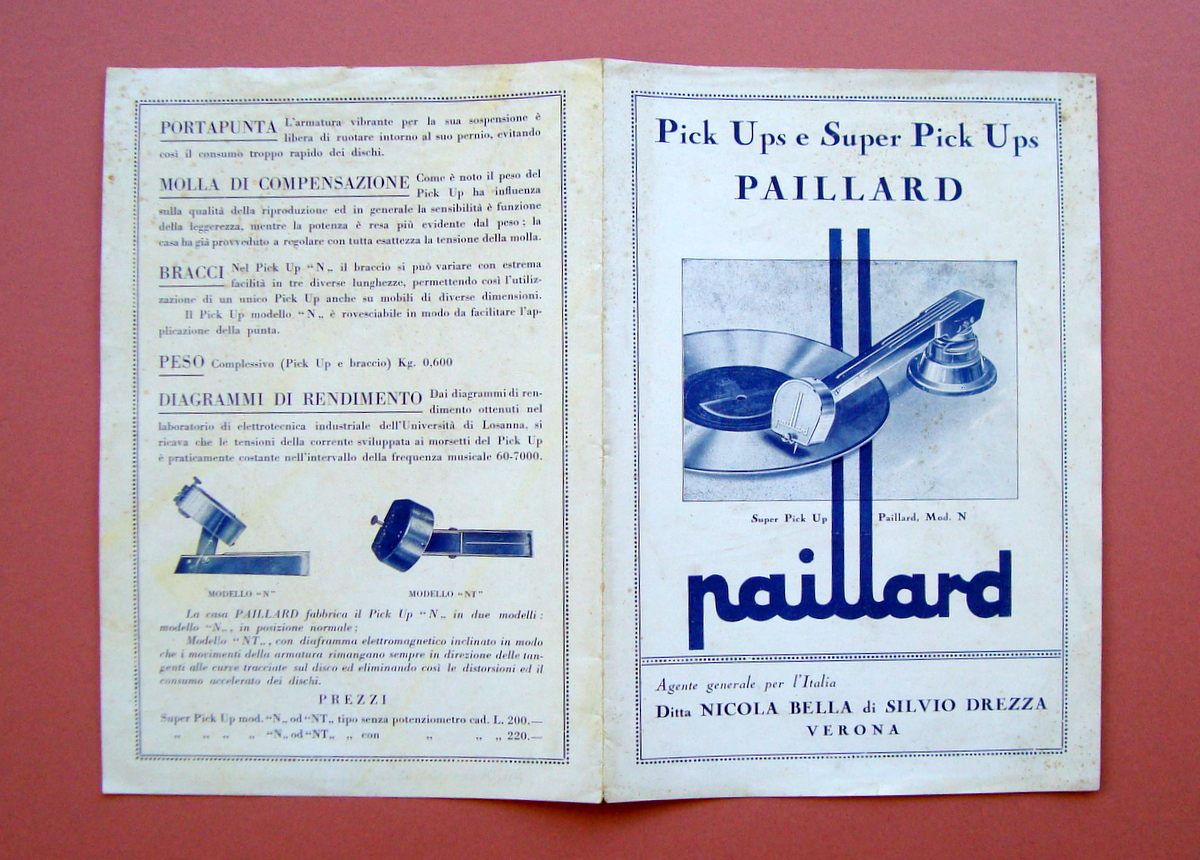 PORTAPUNTA L'armatura vibrante per la sua sospensione è
libera di ruotare intorno al suo pernio, evitando
così il consumo troppo rapido dei dischi.
MOLLA DI COMPENSAZIONE Come è noto il peso del
Pick Up ha influenza
sulla qualità della riproduzione ed in generale la sensibilità è funzione
della leggerezza, mentre la potenza è resa più evidente dal peso; la
casa ha già provveduto a regolare con tutta esattezza la tensione della molla.
BRACCI Nel Pick Up “N„ il braccio si può variare con estrema
facilità in tre diverse lunghezze, permettendo così l'utiliz-
zazione di un unico Pick Up anche su mobili di diverse dimensioni.
Il Pick Up modello “N„ è rovesciabile in modo da facilitare l'ap-
plicazione della punta.
PESO Complessivo (Pick Up e braccio) Kg. 0,600
DIAGRAMMI DI RENDIMENTO Dai diagrammi di ren-
dimento ottenuti nel
laboratorio di elettrotecnica industriale dell'Università di Losanna, si
ricava che le tensioni della corrente sviluppata ai morsetti del Pick Up
è praticamente costante nell'intervallo della frequenza musicale 60-7000.
MODELLO “N” MODELLO “NT”
La casa PAILLARD fabbrica il Pick Up “N„ in due modelli:
modello “N„, in posizione normale;
Modello “NT„, con diaframma elettromagnetico inclinato in modo
che i movimenti della armatura rimangano sempre in direzione delle tan-
genti alle curve tracciate sul disco ed eliminando così le distorsioni ed il
consumo accelerato dei dischi.
PREZZI
Super Pick Up mod. “N„ od “NT„ tipo senza potenziometro cad. L. 200.—
„ „ „ „ “N„ od “NT„ „ con „ „ „ 220.—
Pick Ups e Super Pick Ups
PAILLARD
paillard
Super Pick Up Paillard, Mod. N
paillard
Agente generale per l'Italia
Ditta NICOLA BELLA di SILVIO DREZZA
VERONA